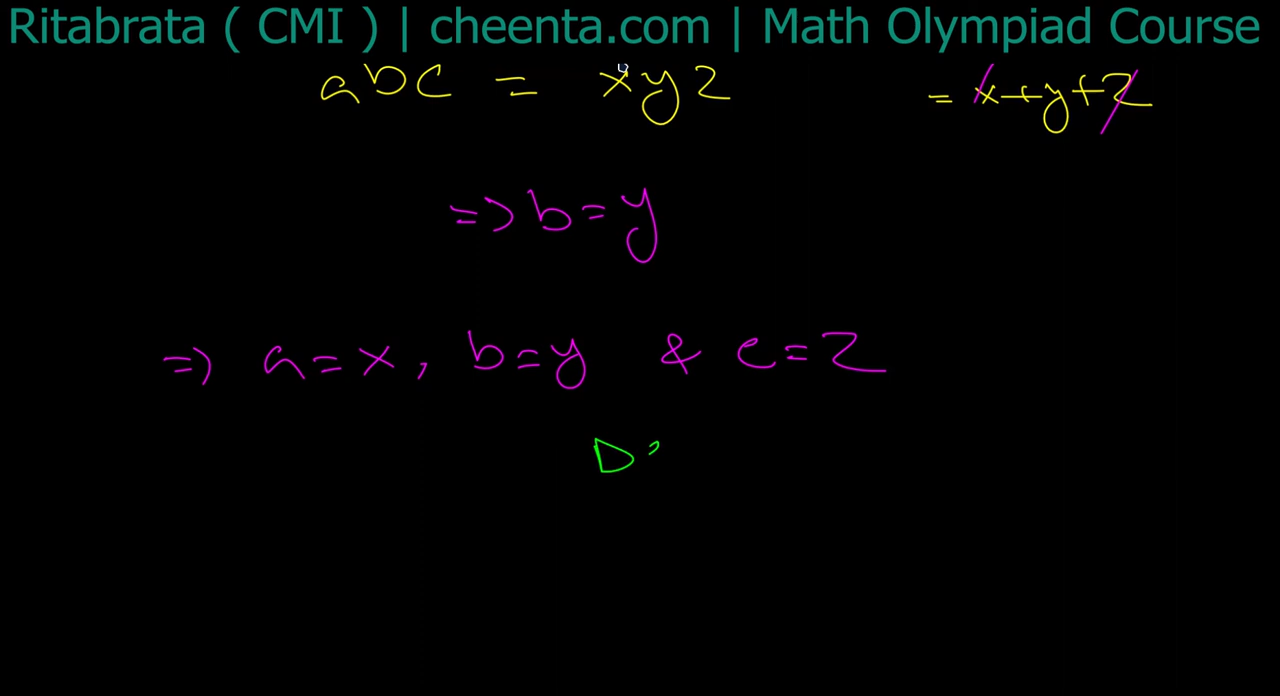 Ritabrata ( CMI ) | cheenta.com | Math Olympiad Course
abc = xyz = x+y+z
=> b=y
=> a=x, b=y & c=z
D